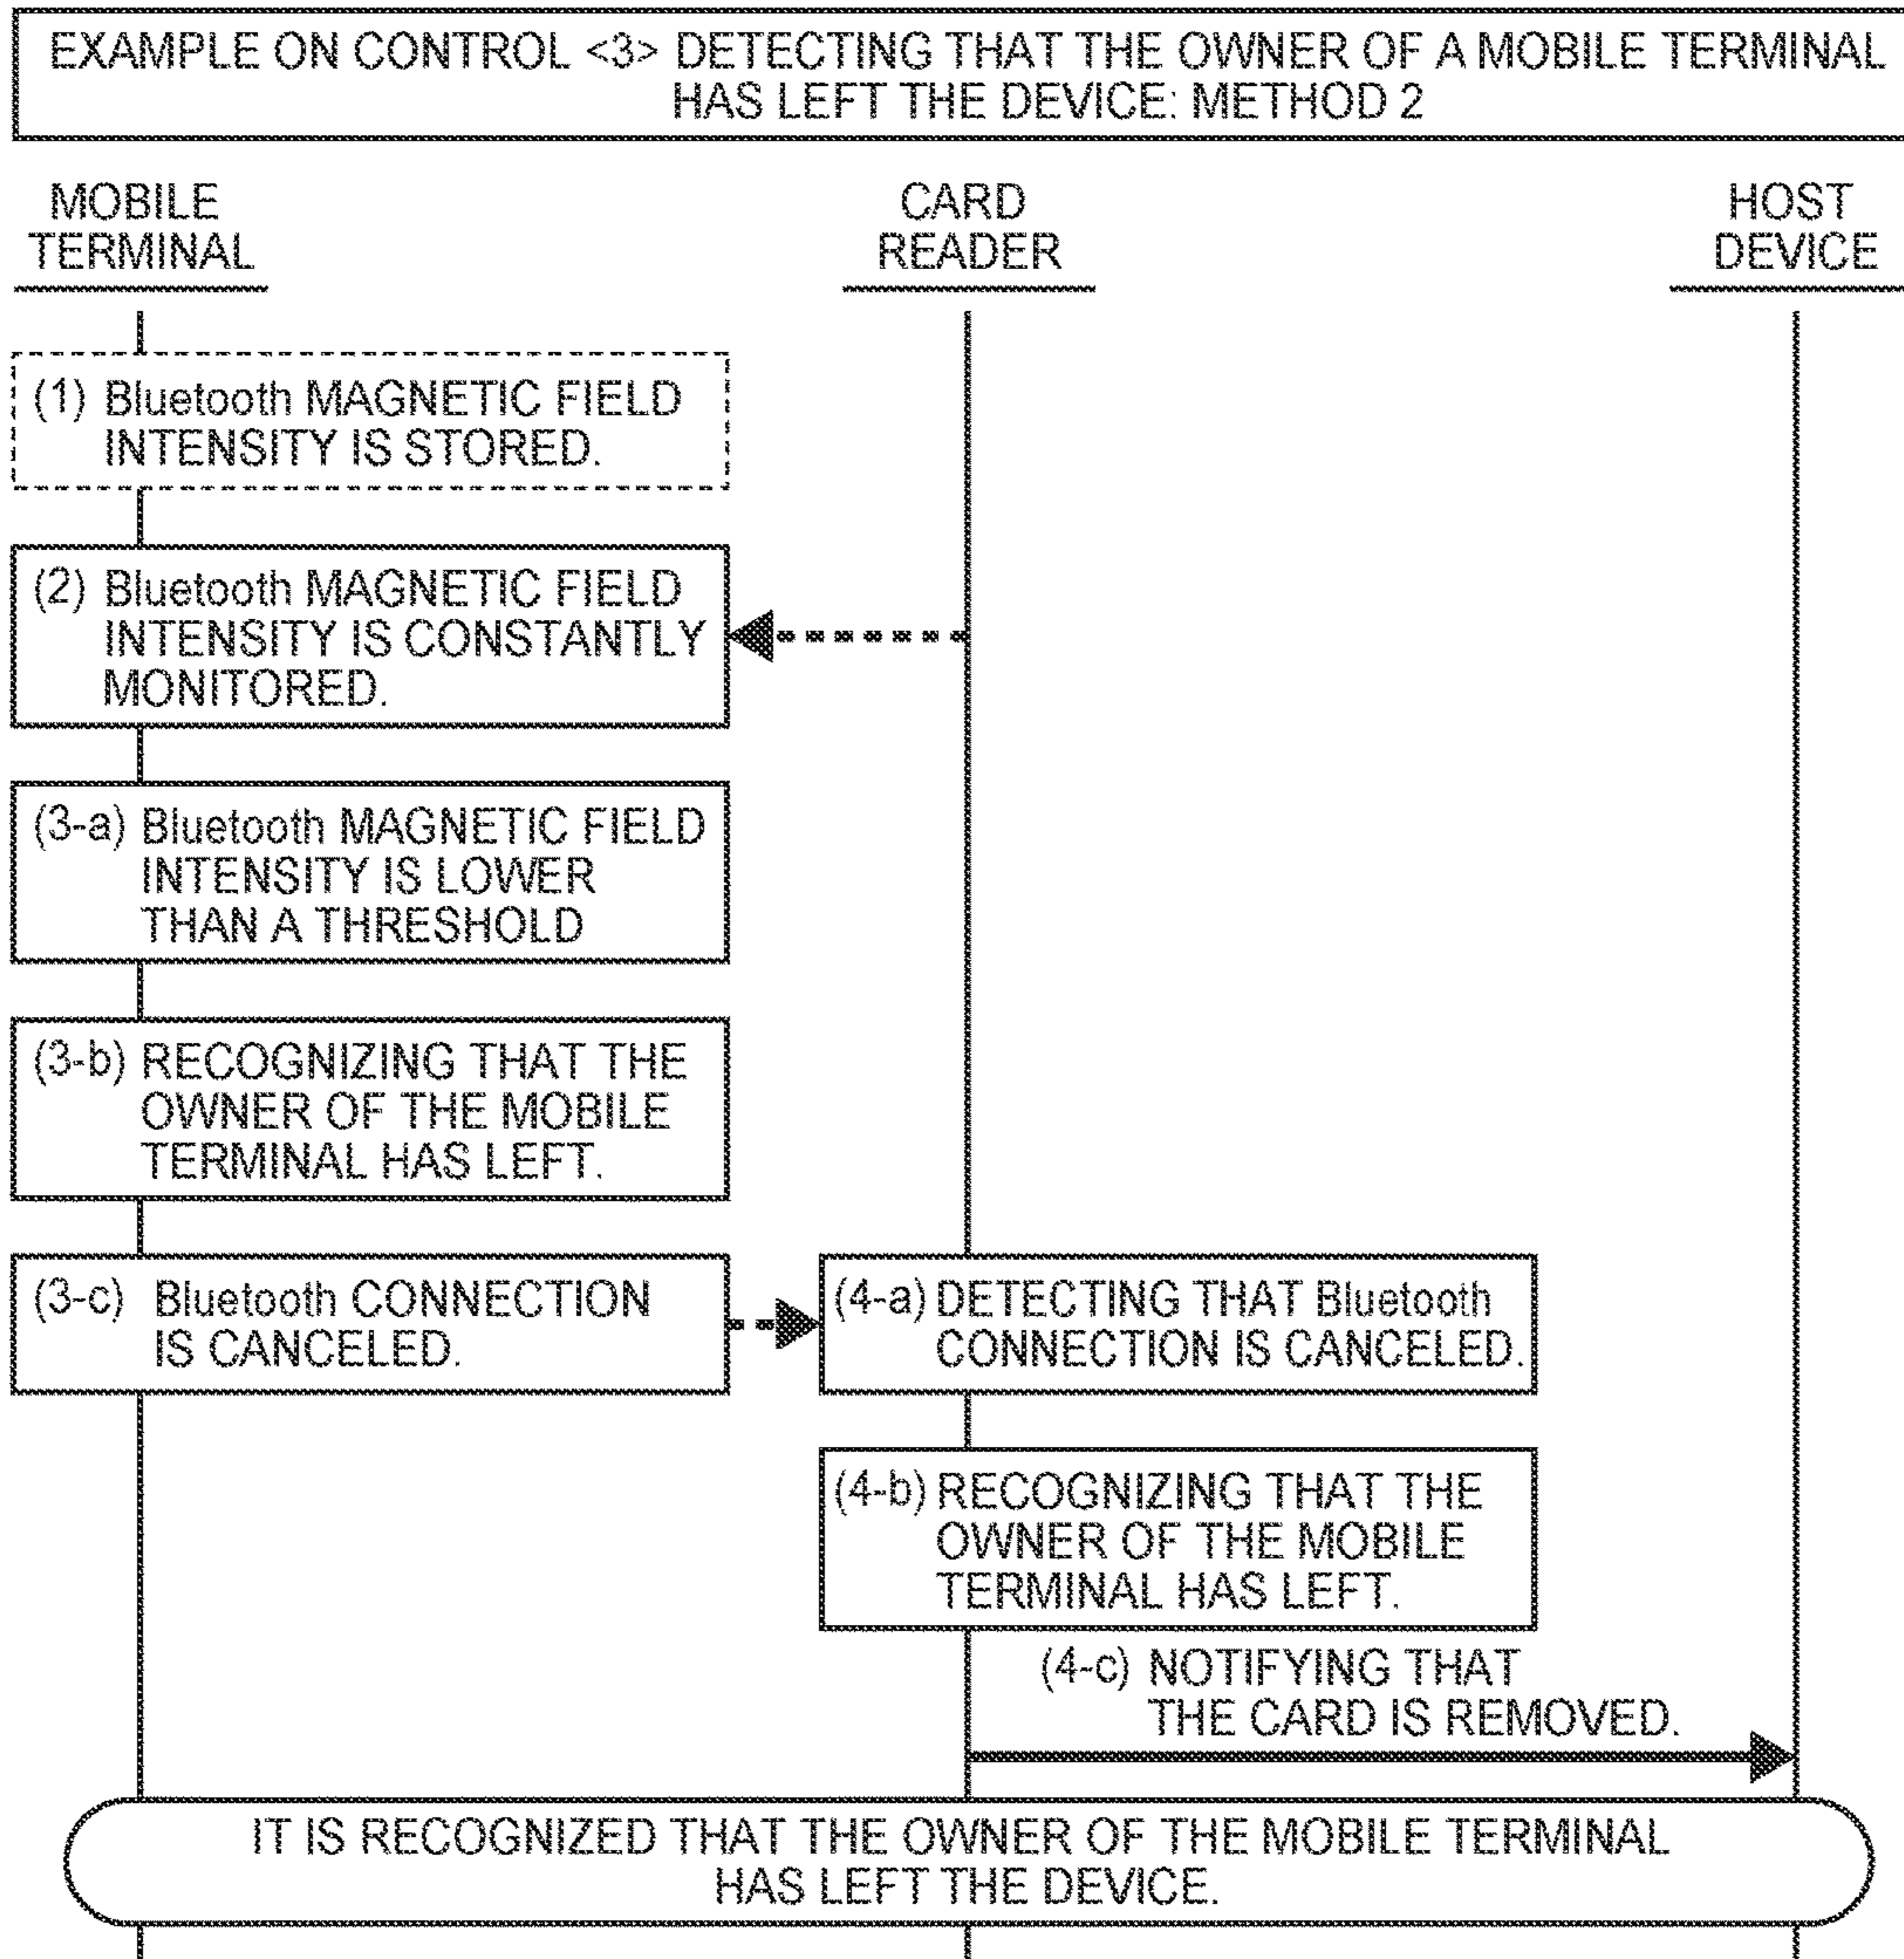 EXAMPLE ON CONTROL <3> DETECTING THAT THE OWNER OF A MOBILE TERMINAL
HAS LEFT THE DEVICE: METHOD 2
MOBILE
TERMINAL
CARD
READER
HOST
DEVICE
(1) Bluetooth MAGNETIC FIELD
INTENSITY IS STORED.
(2) Bluetooth MAGNETIC FIELD
INTENSITY IS CONSTANTLY
MONITORED.
(3-a) Bluetooth MAGNETIC FIELD
INTENSITY IS LOWER
THAN A THRESHOLD
(3-b) RECOGNIZING THAT THE
OWNER OF THE MOBILE
TERMINAL HAS LEFT.
(3-c) Bluetooth CONNECTION
IS CANCELED.
(4-a) DETECTING THAT Bluetooth
CONNECTION IS CANCELED.
(4-b) RECOGNIZING THAT THE
OWNER OF THE MOBILE
TERMINAL HAS LEFT.
(4-c) NOTIFYING THAT
THE CARD IS REMOVED.
IT IS RECOGNIZED THAT THE OWNER OF THE MOBILE TERMINAL
HAS LEFT THE DEVICE.